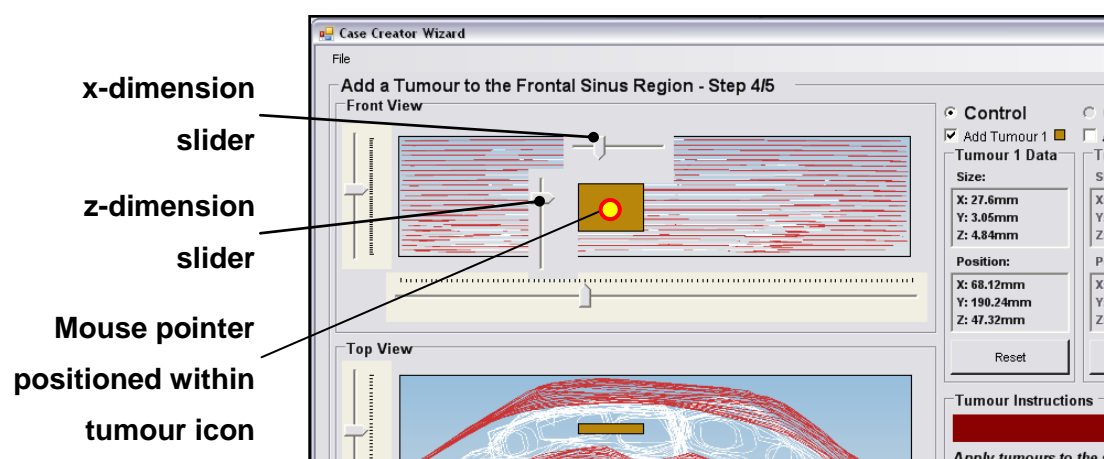 Case Creator Wizard
File
Add a Tumour to the Frontal Sinus Region - Step 4/5
Front View
x-dimension
slider
z-dimension
slider
Mouse pointer
positioned within
tumour icon
Control
Add Tumour 1
Tumour 1 Data
Size:
X: 27.6mm
Y: 3.05mm
Z: 4.84mm
Position:
X: 68.12mm
Y: 190.24mm
Z: 47.32mm
Reset
Top View
Tumour Instructions
Apply tumours to the